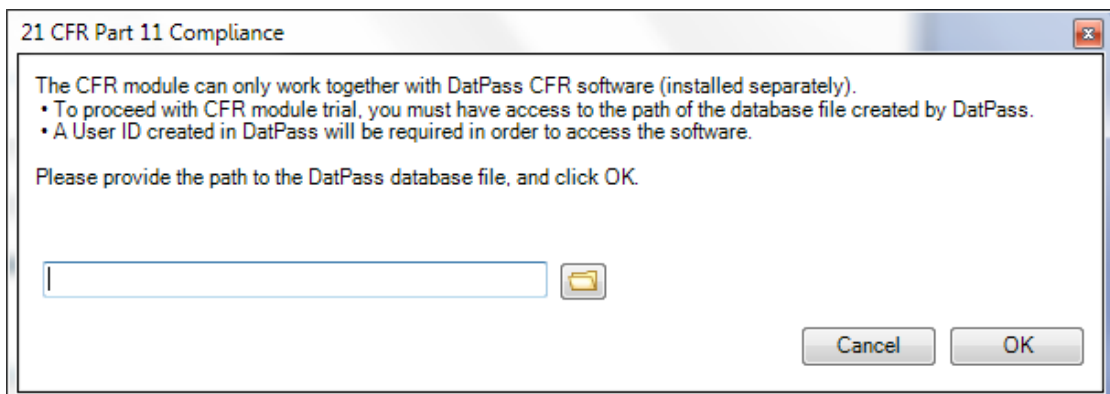 21 CFR Part 11 Compliance
The CFR module can only work together with DatPass CFR software (installed separately).
• To proceed with CFR module trial, you must have access to the path of the database file created by DatPass.
• A User ID created in DatPass will be required in order to access the software.
Please provide the path to the DatPass database file, and click OK.
Cancel OK